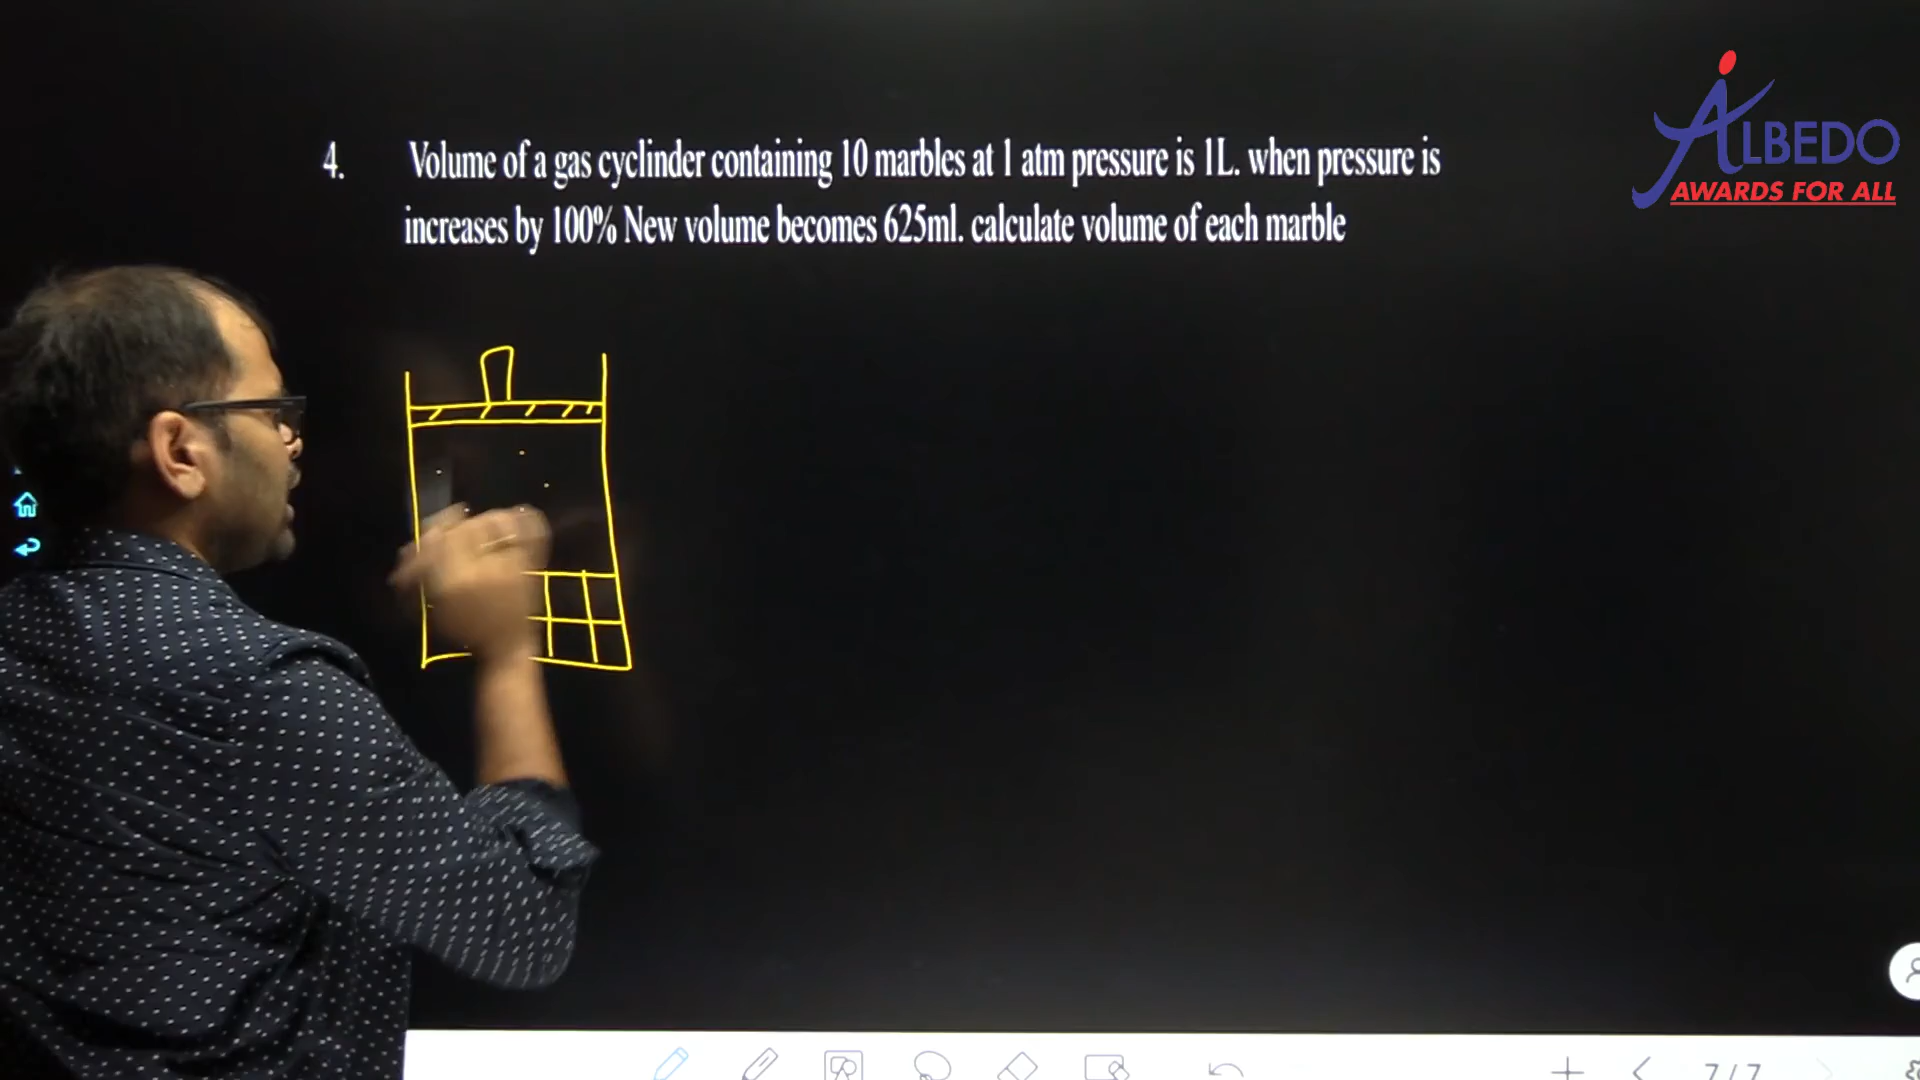 ALBEDO
AWARDS FOR ALL
4. Volume of a gas cyclinder containing 10 marbles at 1 atm pressure is 1L. when pressure is
increases by 100% New volume becomes 625ml. calculate volume of each marble
7/7